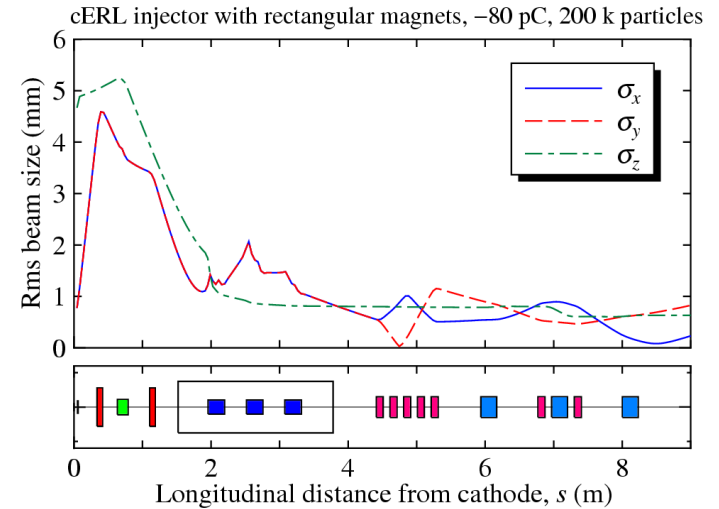 cERL injector with rectangular magnets, −80 pC, 200 k particles
6
5
4
3
2
1
0
Rms beam size (mm)
σx
σy
σz
0 2 4 6 8
Longitudinal distance from cathode, s (m)